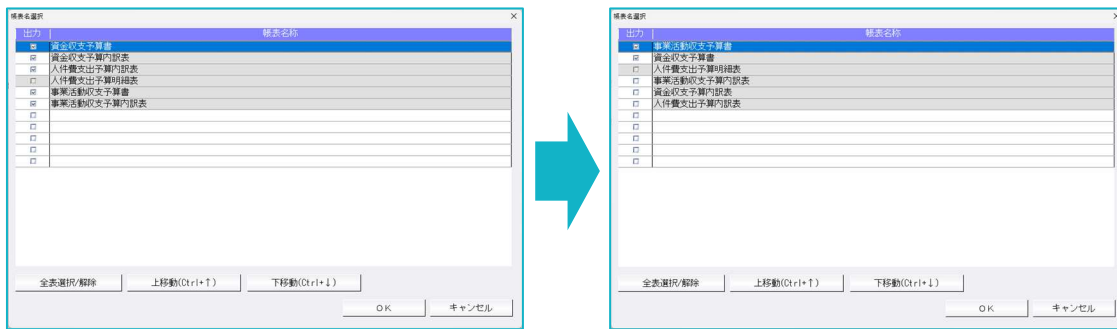 帳表名選択
出力 帳表名称
資金収支予算書
資金収支予算内訳表
人件費支出予算内訳表
人件費支出予算明細表
事業活動収支予算書
事業活動収支予算内訳表
全表選択/解除 上移動(Ctrl+↑) 下移動(Ctrl+↓)
OK キャンセル
帳表名選択
出力 帳表名称
事業活動収支予算書
資金収支予算書
人件費支出予算明細表
事業活動収支予算内訳表
資金収支予算内訳表
人件費支出予算内訳表
全表選択/解除 上移動(Ctrl+↑) 下移動(Ctrl+↓)
OK キャンセル